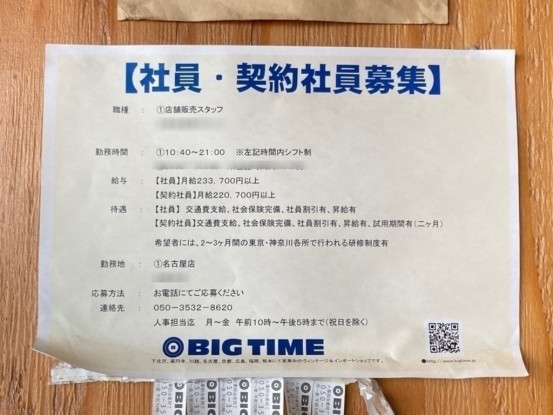 【社員・契約社員募集】
職種 : ①店舗販売スタッフ
勤務時間 : ①10:40~21:00 ※左記時間内シフト制
給与 : 【社員】月給233,700円以上
【契約社員】月給220,700円以上
待遇 : 【社員】 交通費支給、社会保険完備、社員割引有、昇給有
【契約社員】交通費支給、社会保険完備、社員割引有、昇給有、試用期間有(二ヶ月)
希望者には、2~3ヶ月間の東京・神奈川各所で行われる研修制度有
勤務地 : ①名古屋店
応募方法 : お電話にてご応募ください
連絡先 : 050-3532-8620
人事担当迄 月~金 午前10時~午後5時まで(祝日を除く)
BIG TIME